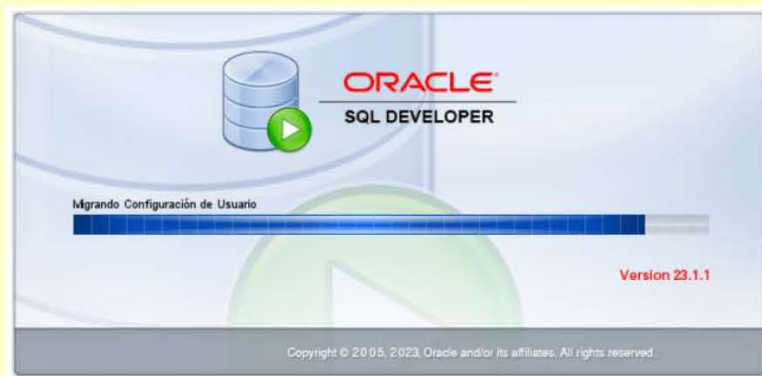 ORACLE
SQL DEVELOPER
Migrando Configuración de Usuario
Version 23.1.1
Copyright © 2005, 2023, Oracle and/or its affiliates. All rights reserved.